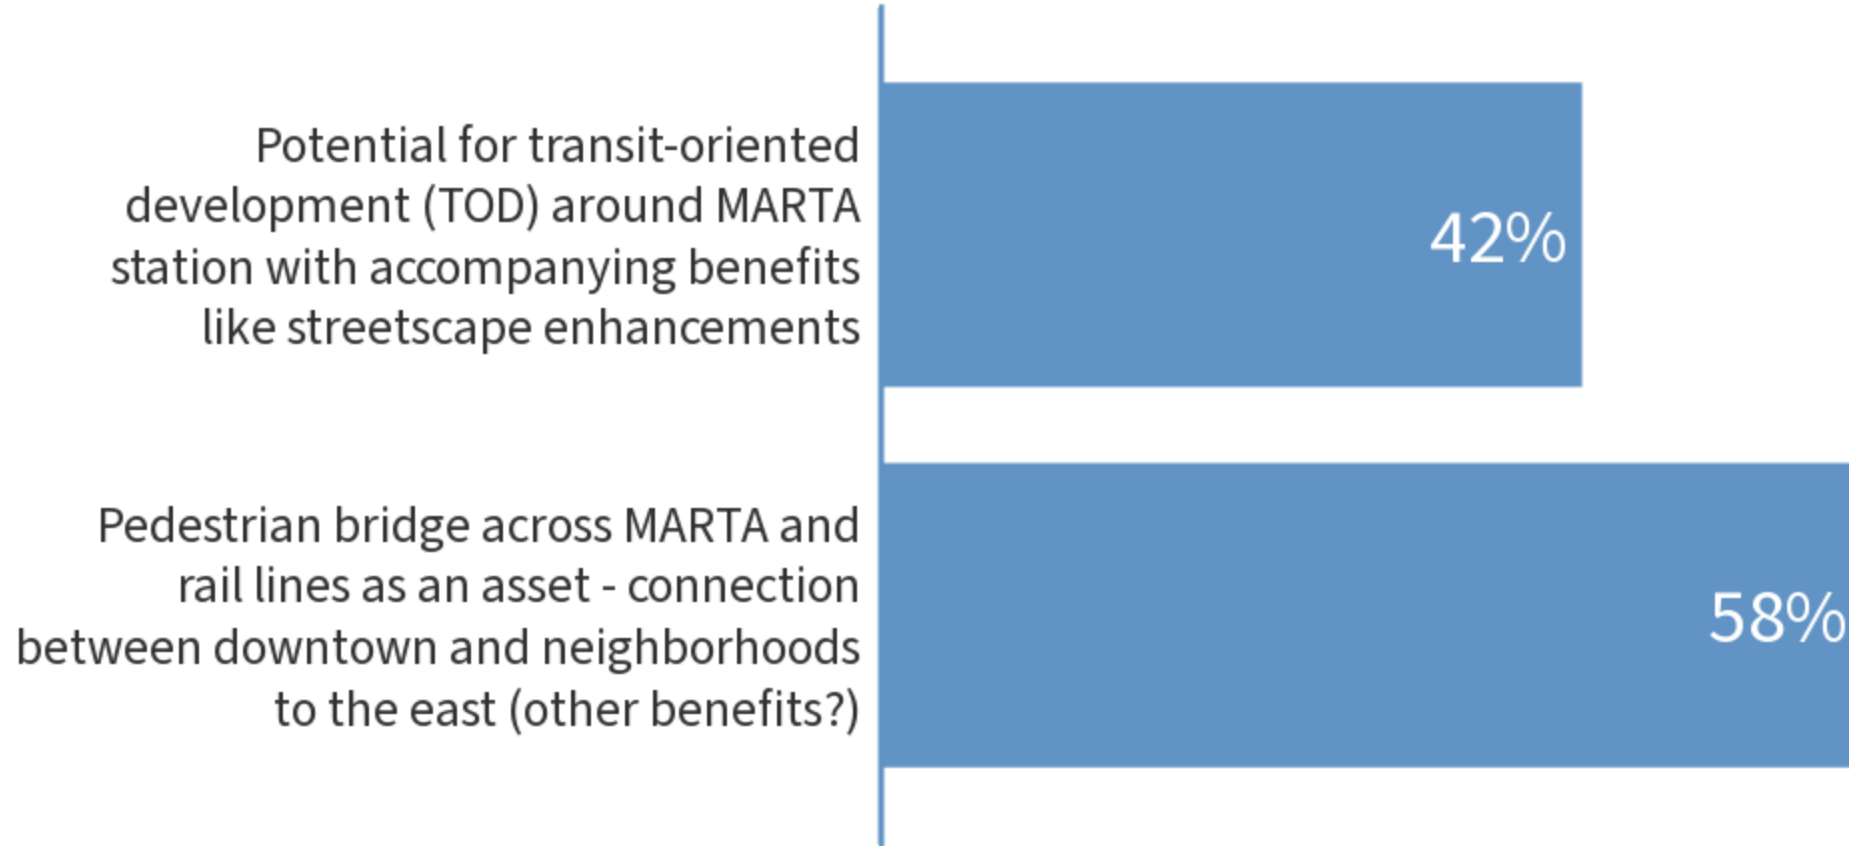 Potential for transit-oriented
development (TOD) around MARTA
station with accompanying benefits
like streetscape enhancements
42%
Pedestrian bridge across MARTA and
rail lines as an asset - connection
between downtown and neighborhoods
to the east (other benefits?)
58%